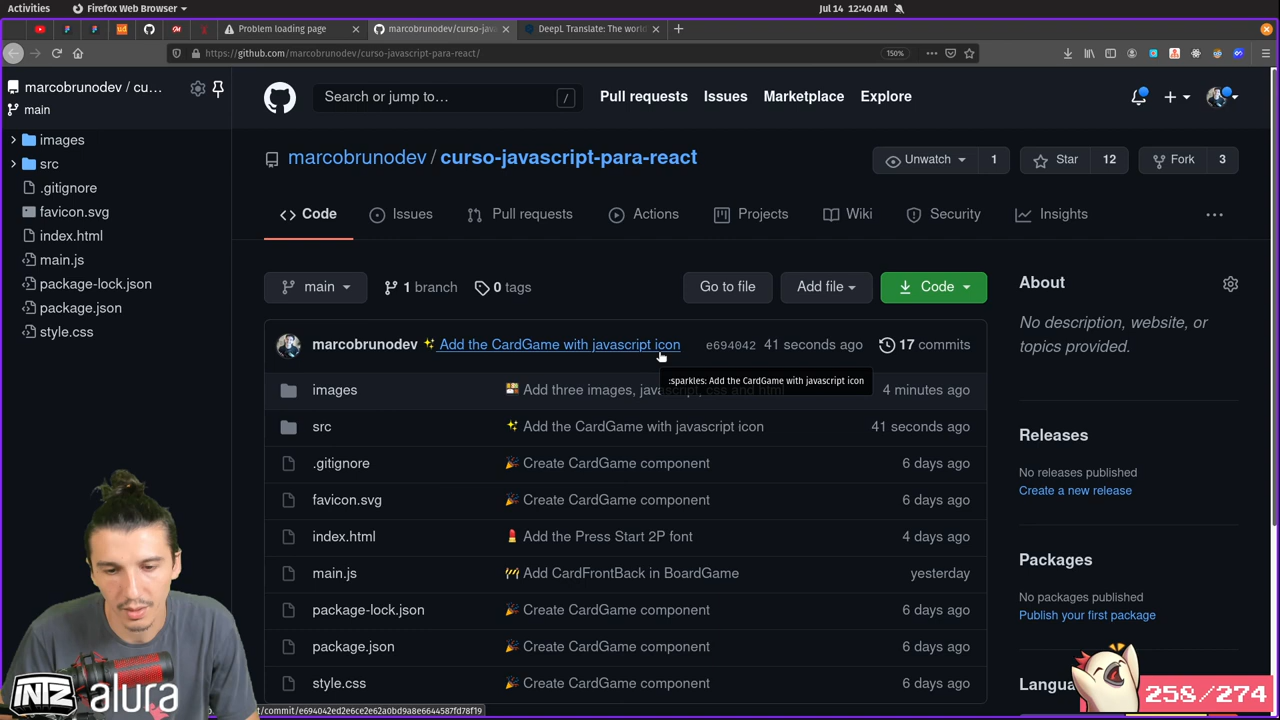 Activities
Firefox Web Browser
Jul 14 12:40 AM
Problem loading page
marcobrunodev/curso-java
DeepL Translate: The world
https://github.com/marcobrunodev/curso-javascript-para-react/
150%
marcobrunodev / cu...
main
images
src
.gitignore
favicon.svg
index.html
main.js
package-lock.json
package.json
style.css
Search or jump to...
/
Pull requests
Issues
Marketplace
Explore
marcobrunodev / curso-javascript-para-react
Unwatch
1
Star
12
Fork
3
Code
Issues
Pull requests
Actions
Projects
Wiki
Security
Insights
main
1 branch
0 tags
Go to file
Add file
Code
marcobrunodev Add the CardGame with javascript icon
e694042 41 seconds ago
17 commits
:sparkles: Add the CardGame with javascript icon
images Add three images, javascript, css and html 4 minutes ago
src Add the CardGame with javascript icon 41 seconds ago
.gitignore Create CardGame component 6 days ago
favicon.svg Create CardGame component 6 days ago
index.html Add the Press Start 2P font 4 days ago
main.js Add CardFrontBack in BoardGame yesterday
package-lock.json Create CardGame component 6 days ago
package.json Create CardGame component 6 days ago
style.css Create CardGame component 6 days ago
About
No description, website, or
topics provided.
Releases
No releases published
Create a new release
Packages
No packages published
Publish your first package
Langua
INTZ alura
258/274